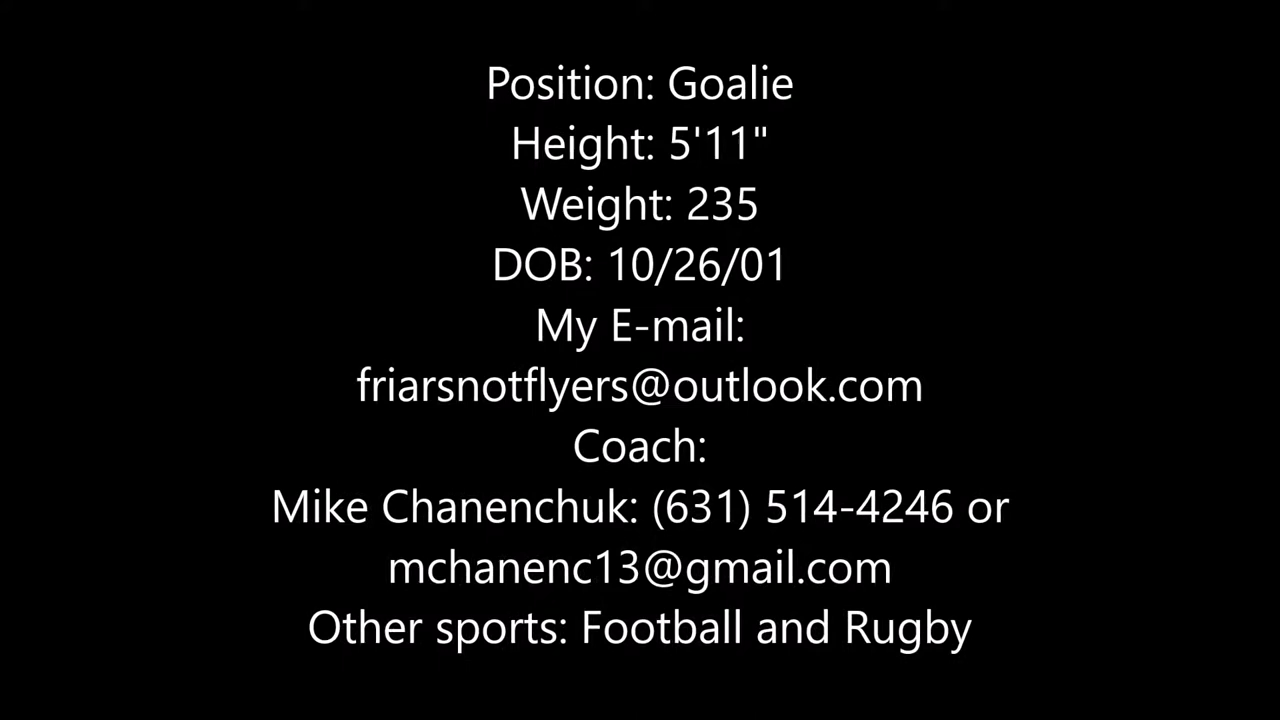 Position: Goalie
Height: 5'11"
Weight: 235
DOB: 10/26/01
My E-mail:
friarsnotflyers@outlook.com
Coach:
Mike Chanenchuk: (631) 514-4246 or
mchanenc13@gmail.com
Other sports: Football and Rugby